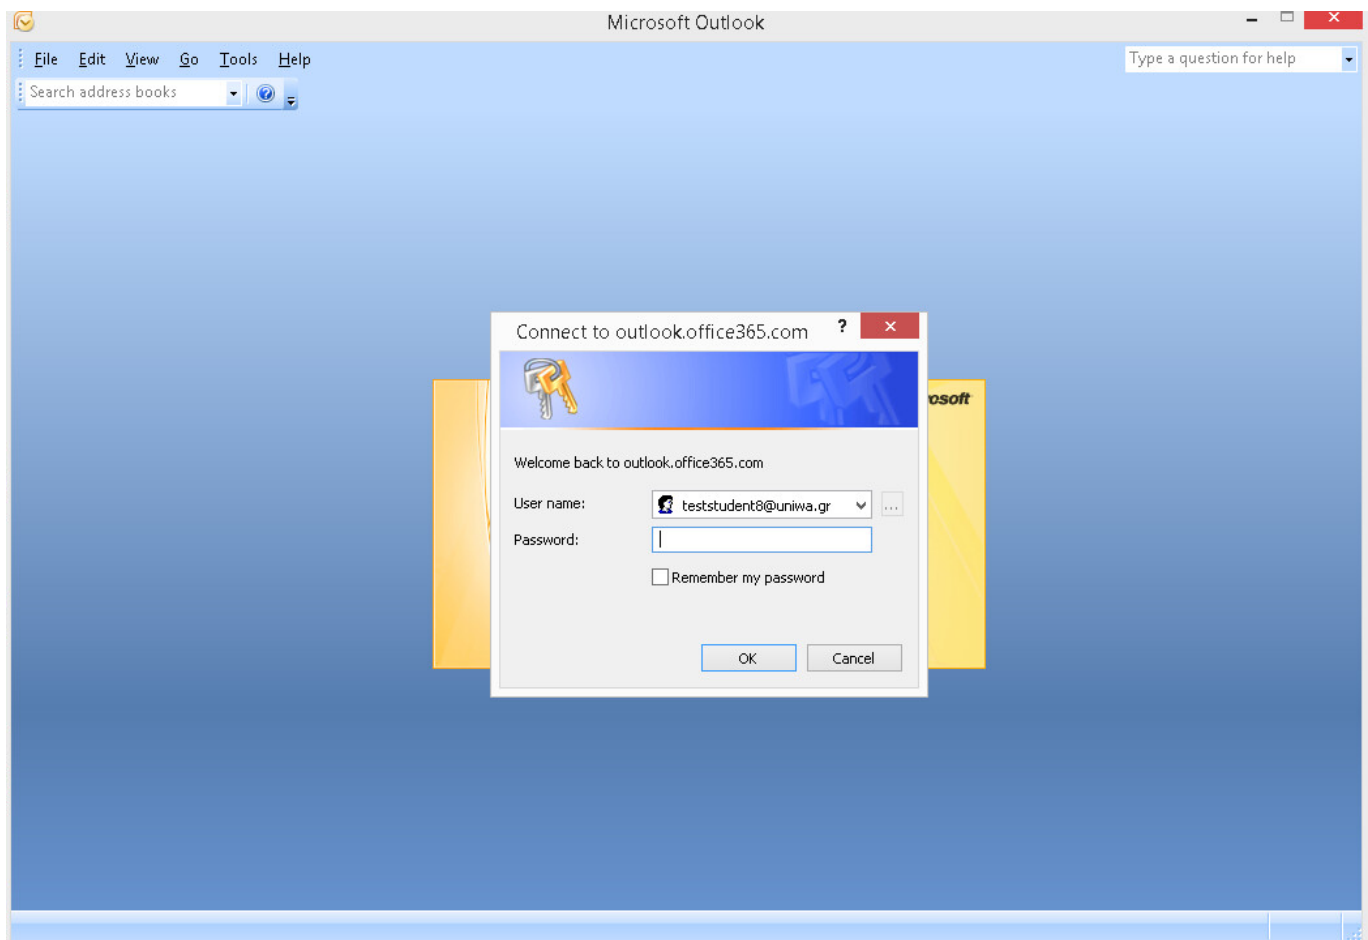 Microsoft Outlook
File Edit View Go Tools Help
Type a question for help
Search address books
Connect to outlook.office365.com
osoft
Welcome back to outlook.office365.com
User name:
teststudent8@uniwa.gr
...
Password:
Remember my password
OK
Cancel